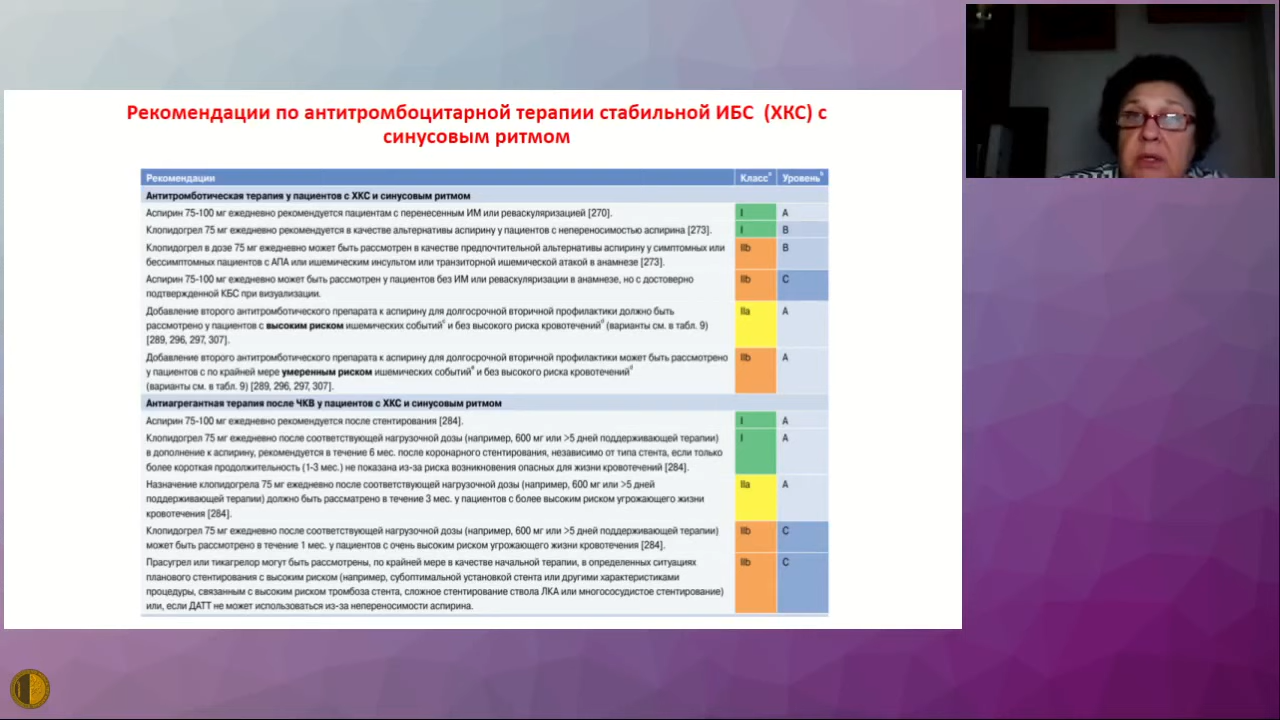 Рекомендации по антитромбоцитарной терапии стабильной ИБС (ХКС) с
синусовым ритмом
Рекомендации Классᵃ Уровеньᵇ
Антитромботическая терапия у пациентов с ХКС и синусовым ритмом
Аспирин 75-100 мг ежедневно рекомендуется пациентам с перенесенным ИМ или реваскуляризацией [270]. I A
Клопидогрел 75 мг ежедневно рекомендуется в качестве альтернативы аспирину у пациентов с непереносимостью аспирина [273]. I B
Клопидогрел в дозе 75 мг ежедневно может быть рассмотрен в качестве предпочтительной альтернативы аспирину у симптомных или IIb B
бессимптомных пациентов с АПА или ишемическим инсультом или транзиторной ишемической атакой в анамнезе [273].
Аспирин 75-100 мг ежедневно может быть рассмотрен у пациентов без ИМ или реваскуляризации в анамнезе, но с достоверно IIb C
подтвержденной КБС при визуализации.
Добавление второго антитромботического препарата к аспирину для долгосрочной вторичной профилактики должно быть IIa A
рассмотрено у пациентов с высоким риском ишемических событийᶜ и без высокого риска кровотеченийᵈ (варианты см. в табл. 9)
[289, 296, 297, 307].
Добавление второго антитромботического препарата к аспирину для долгосрочной вторичной профилактики может быть рассмотрено IIb A
у пациентов с по крайней мере умеренным риском ишемических событийᵉ и без высокого риска кровотеченийᵈ
(варианты см. в табл. 9) [289, 296, 297, 307].
Антиагрегантная терапия после ЧКВ у пациентов с ХКС и синусовым ритмом
Аспирин 75-100 мг ежедневно рекомендуется после стентирования [284]. I A
Клопидогрел 75 мг ежедневно после соответствующей нагрузочной дозы (например, 600 мг или >5 дней поддерживающей терапии) I A
в дополнение к аспирину, рекомендуется в течение 6 мес. после коронарного стентирования, независимо от типа стента, если только
более короткая продолжительность (1-3 мес.) не показана из-за риска возникновения опасных для жизни кровотечений [284].
Назначение клопидогрела 75 мг ежедневно после соответствующей нагрузочной дозы (например, 600 мг или >5 дней IIa A
поддерживающей терапии) должно быть рассматрено в течение 3 мес. у пациентов с более высоким риском угрожающего жизни
кровотечения [284].
Клопидогрел 75 мг ежедневно после соответствующей нагрузочной дозы (например, 600 мг или >5 дней поддерживающей терапии) IIb C
может быть рассмотрено в течение 1 мес. у пациентов с очень высоким риском угрожающего жизни кровотечения [284].
Прасугрел или тикагрелор могут быть рассмотрены, по крайней мере в качестве начальной терапии, в определенных ситуациях IIb C
планового стентирования с высоким риском (например, субоптимальной установкой стента или другими характеристиками
процедуры, связанным с высоким риском тромбоза стента, сложное стентирование ствола ЛКА или многососудистое стентирование)
или, если ДАТТ не может использоваться из-за непереносимости аспирина.